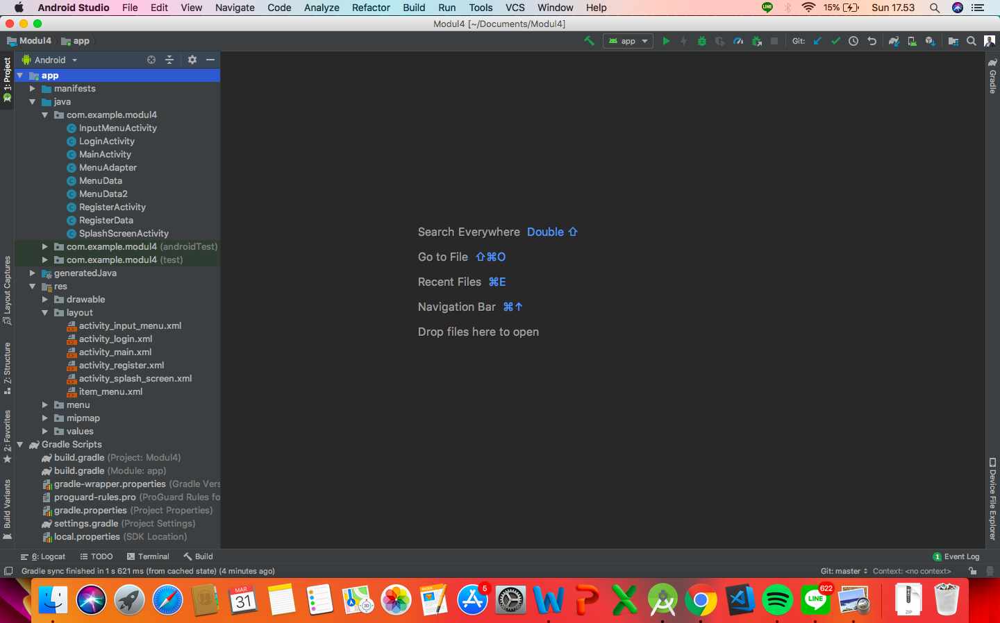 Android Studio File Edit View Navigate Code Analyze Refactor Build Run Tools VCS Window Help LINE 15% Sun 17.53
Modul4 [~/Documents/Modul4]
Modul4 app app Git:
1: Project
Android
app
manifests
java
com.example.modul4
InputMenuActivity
LoginActivity
MainActivity
MenuAdapter
MenuData
MenuData2
RegisterActivity
RegisterData
SplashScreenActivity
com.example.modul4 (androidTest)
com.example.modul4 (test)
generatedJava
res
drawable
layout
activity_input_menu.xml
activity_login.xml
activity_main.xml
activity_register.xml
activity_splash_screen.xml
item_menu.xml
menu
mipmap
values
Gradle Scripts
build.gradle (Project: Modul4)
build.gradle (Module: app)
gradle-wrapper.properties (Gradle Vers
proguard-rules.pro (ProGuard Rules fo
gradle.properties (Project Properties)
settings.gradle (Project Settings)
local.properties (SDK Location)
Layout Captures
Z: Structure
2: Favorites
Build Variants
Search Everywhere Double ⇧
Go to File ⇧⌘O
Recent Files ⌘E
Navigation Bar ⌘↑
Drop files here to open
Gradle
Device File Explorer
6: Logcat TODO Terminal Build 1 Event Log
Gradle sync finished in 1 s 621 ms (from cached state) (4 minutes ago) Git: master Context: <no context>
MAR
31
3D
PAGES
5
W
P
X
LINE
622
ZIP